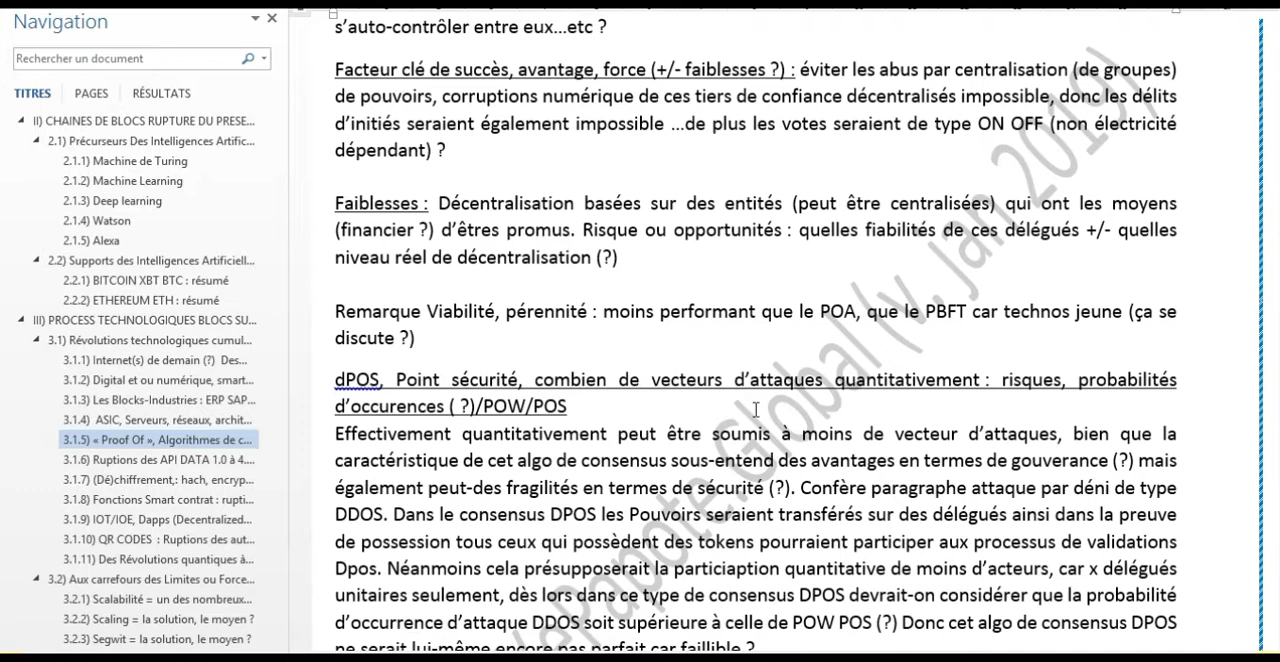 Navigation
Rechercher un document
TITRES PAGES RÉSULTATS
II) CHAINES DE BLOCS RUPTURE DU PRESE...
2.1) Précurseurs Des Intelligences Artific...
2.1.1) Machine de Turing
2.1.2) Machine Learning
2.1.3) Deep learning
2.1.4) Watson
2.1.5) Alexa
2.2) Supports des Intelligences Artificiell...
2.2.1) BITCOIN XBT BTC : résumé
2.2.2) ETHEREUM ETH : résumé
III) PROCESS TECHNOLOGIQUES BLOCS SU...
3.1) Révolutions technologiques cumul...
3.1.1) Internet(s) de demain (?) Des...
3.1.2) Digital et ou numérique, smart...
3.1.3) Les Blocks-Industries : ERP SAP...
3.1.4) ASIC, Serveurs, réseaux, archit...
3.1.5) « Proof Of », Algorithmes de c...
3.1.6) Ruptions des API DATA 1.0 à 4....
3.1.7) (Dé)chiffrement,: hach, encryp...
3.1.8) Fonctions Smart contrat : rupti...
3.1.9) IOT/IOE, Dapps (Decentralized...
3.1.10) QR CODES : Ruptions des aut...
3.1.11) Des Révolutions quantiques à...
3.2) Aux carrefours des Limites ou Force...
3.2.1) Scalabilité = un des nombreux...
3.2.2) Scaling = la solution, le moyen ?
3.2.3) Segwit = la solution, le moyen ?
s'auto-contrôler entre eux...etc ?
Facteur clé de succès, avantage, force (+/- faiblesses ?) : éviter les abus par centralisation (de groupes)
de pouvoirs, corruptions numérique de ces tiers de confiance décentralisés impossible, donc les délits
d'initiés seraient également impossible ...de plus les votes seraient de type ON OFF (non électricité
dépendant) ?
Faiblesses : Décentralisation basées sur des entités (peut être centralisées) qui ont les moyens
(financier ?) d'êtres promus. Risque ou opportunités : quelles fiabilités de ces délégués +/- quelles
niveau réel de décentralisation (?)
Remarque Viabilité, pérennité : moins performant que le POA, que le PBFT car technos jeune (ça se
discute ?)
dPOS, Point sécurité, combien de vecteurs d'attaques quantitativement : risques, probabilités
d'occurences ( ?)/POW/POS
Effectivement quantitativement peut être soumis à moins de vecteur d'attaques, bien que la
caractéristique de cet algo de consensus sous-entend des avantages en termes de gouverance (?) mais
également peut-des fragilités en termes de sécurité (?). Confère paragraphe attaque par déni de type
DDOS. Dans le consensus DPOS les Pouvoirs seraient transférés sur des délégués ainsi dans la preuve
de possession tous ceux qui possèdent des tokens pourraient participer aux processus de validations
Dpos. Néanmoins cela présupposerait la particiaption quantitative de moins d'acteurs, car x délégués
unitaires seulement, dès lors dans ce type de consensus DPOS devrait-on considérer que la probabilité
d'occurrence d'attaque DDOS soit supérieure à celle de POW POS (?) Donc cet algo de consensus DPOS
ne serait lui-même encore pas parfait car faillible ?
ePapote.Global (v. jan 2019)